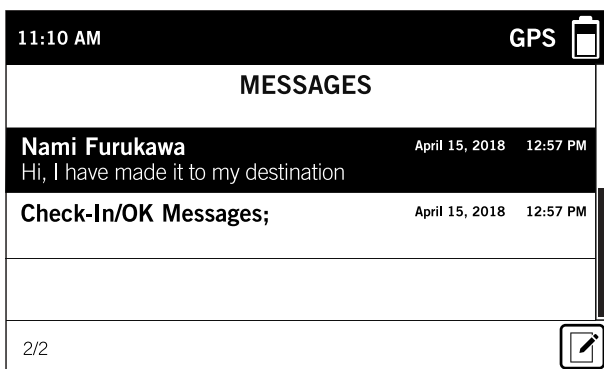 11:10 AM GPS
MESSAGES
Nami Furukawa April 15, 2018 12:57 PM
Hi, I have made it to my destination
Check-In/OK Messages; April 15, 2018 12:57 PM
2/2